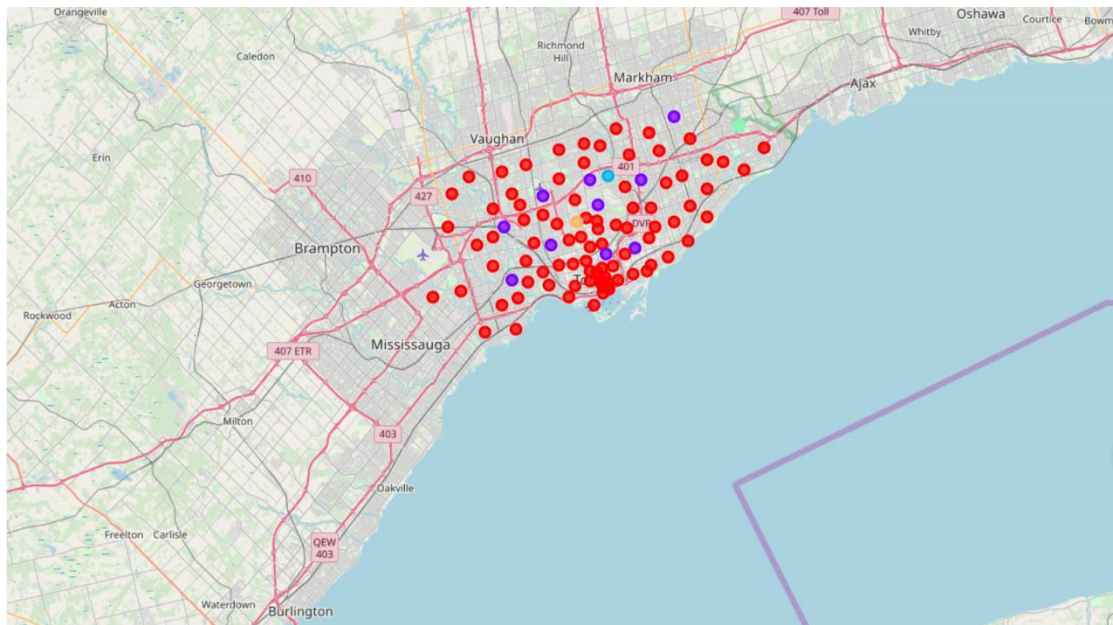 Orangeville
407 Toll
Oshawa
Courtice
Whitby
Richmond
Hill
Caledon
Markham
Ajax
Vaughan
Erin
401
410
427
DVP
Brampton
Georgetown
Acton
Rockwood
Mississauga
407 ETR
Milton
403
Oakville
Freelton
Carlisle
QEW
403
Waterdown
Burlington